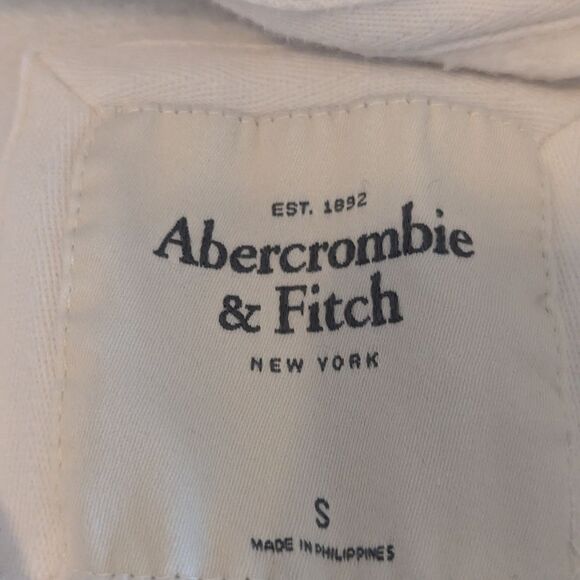 EST. 1892
Abercrombie
& Fitch
NEW YORK
S
MADE IN PHILIPPINES